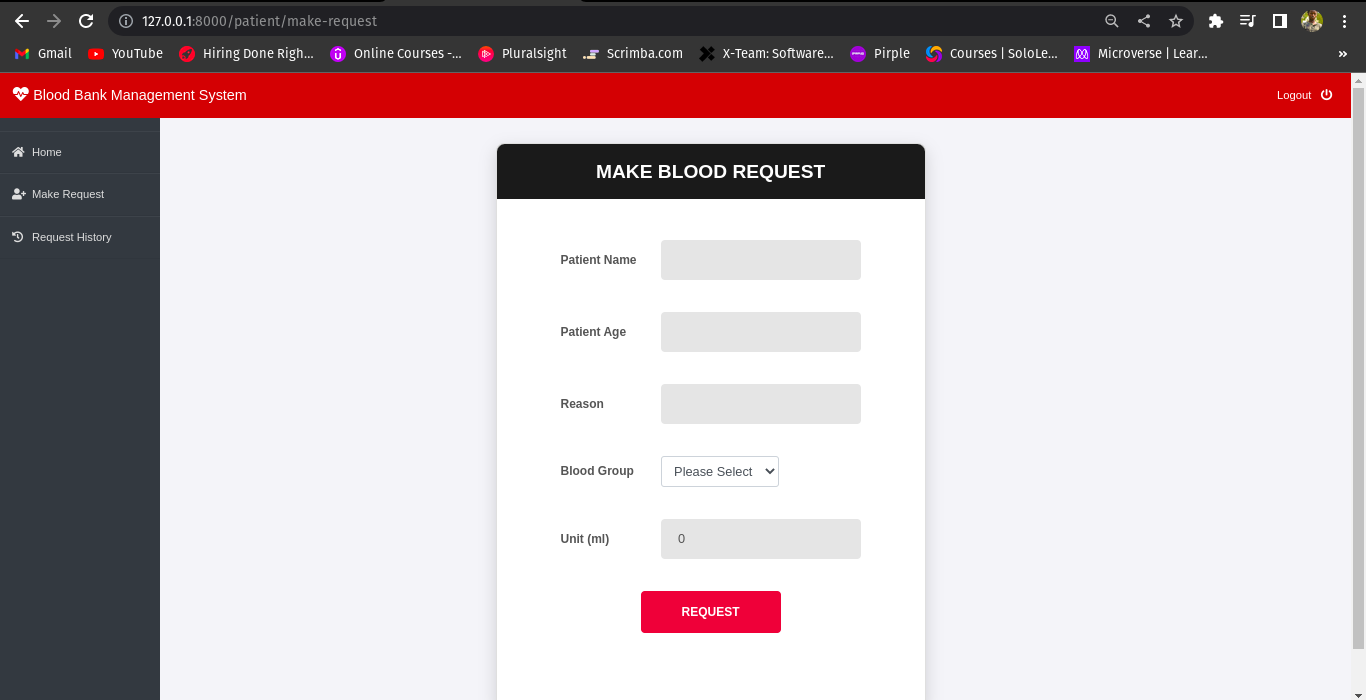 127.0.0.1:8000/patient/make-request
Gmail YouTube Hiring Done Righ... Online Courses -... Pluralsight Scrimba.com X-Team: Software... Pirple Courses | SoloLe... Microverse | Lear... »
Blood Bank Management System Logout
Home
Make Request
Request History
MAKE BLOOD REQUEST
Patient Name
Patient Age
Reason
Blood Group Please Select
Unit (ml) 0
REQUEST